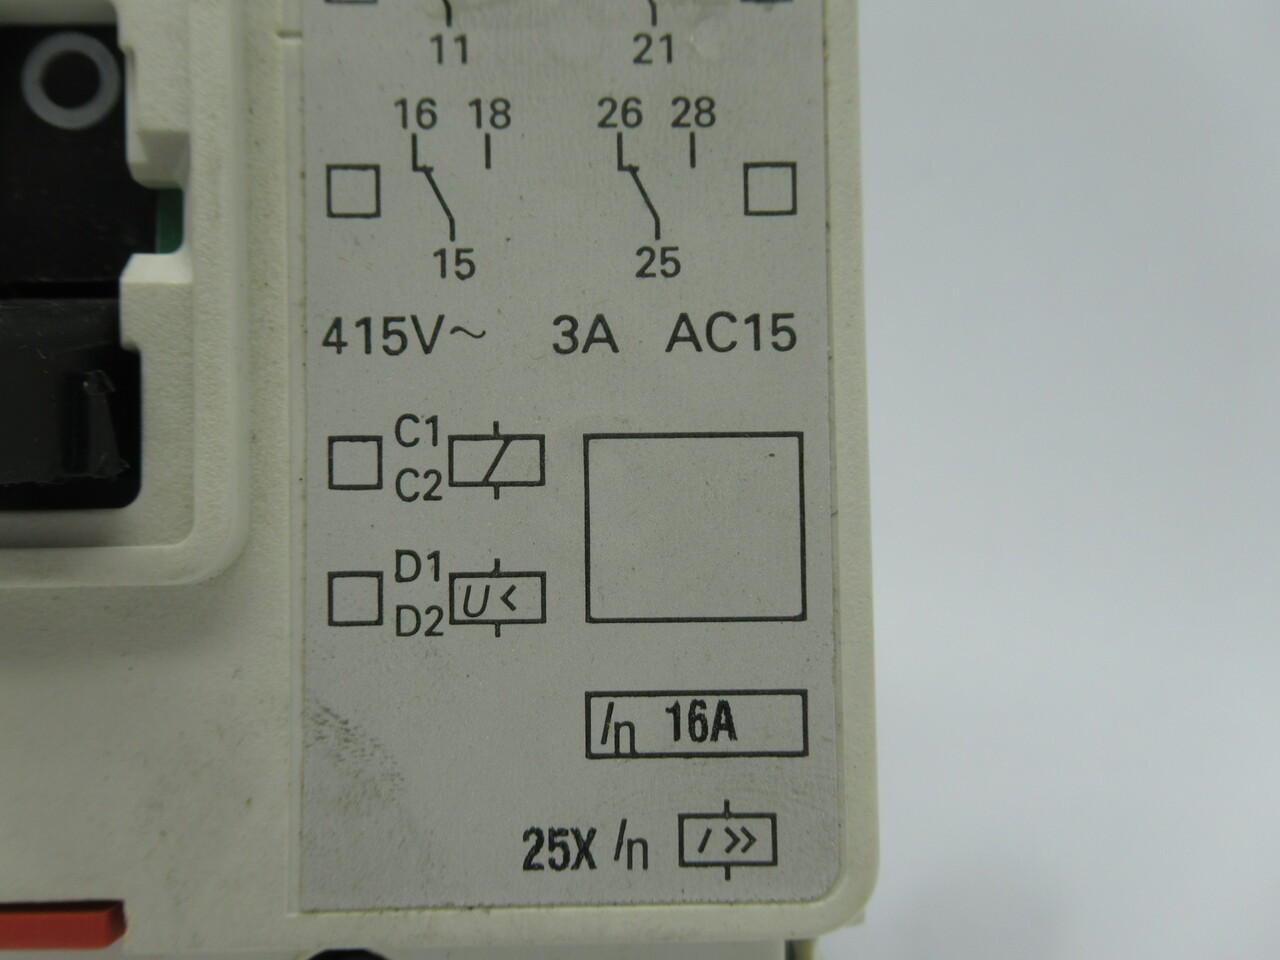 11 21
16 18 26 28
15 25
415V~ 3A AC15
C1
C2
D1
D2 U<
In 16A
25X In I >>